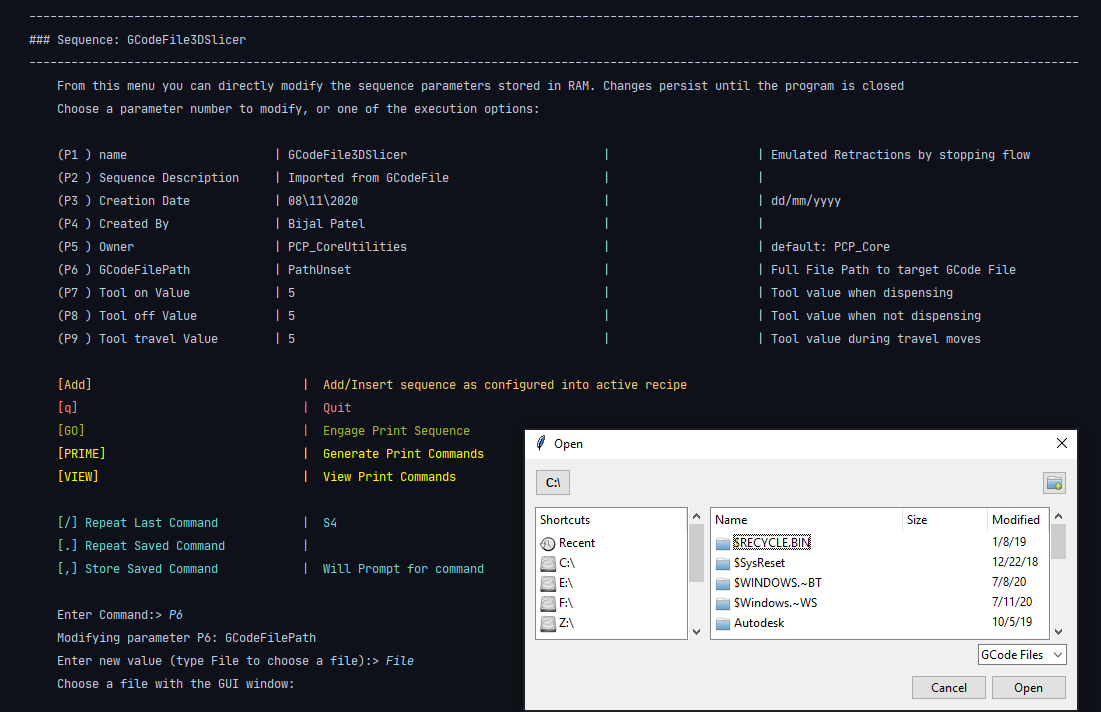 ------------------------------------------------------------------------------------------------------------------------------------------------------
### Sequence: GCodeFile3DSlicer
------------------------------------------------------------------------------------------------------------------------------------------------------
From this menu you can directly modify the sequence parameters stored in RAM. Changes persist until the program is closed
Choose a parameter number to modify, or one of the execution options:
(P1 ) name | GCodeFile3DSlicer | | Emulated Retractions by stopping flow
(P2 ) Sequence Description | Imported from GCodeFile | |
(P3 ) Creation Date | 08\11\2020 | | dd/mm/yyyy
(P4 ) Created By | Bijal Patel | |
(P5 ) Owner | PCP_CoreUtilities | | default: PCP_Core
(P6 ) GCodeFilePath | PathUnset | | Full File Path to target GCode File
(P7 ) Tool on Value | 5 | | Tool value when dispensing
(P8 ) Tool off Value | 5 | | Tool value when not dispensing
(P9 ) Tool travel Value | 5 | | Tool value during travel moves
[Add] | Add/Insert sequence as configured into active recipe
[q] | Quit
[GO] | Engage Print Sequence
[PRIME] | Generate Print Commands
[VIEW] | View Print Commands
[/] Repeat Last Command | S4
[.] Repeat Saved Command |
[,] Store Saved Command | Will Prompt for command
Enter Command:> P6
Modifying parameter P6: GCodeFilePath
Enter new value (type File to choose a file):> File
Choose a file with the GUI window:
Open
C:\
Shortcuts
Recent
C:\
E:\
F:\
Z:\
Name Size Modified
$RECYCLE.BIN 1/8/19
$SysReset 12/22/18
$WINDOWS.~BT 7/8/20
$Windows.~WS 7/11/20
Autodesk 10/5/19
GCode Files
Cancel Open